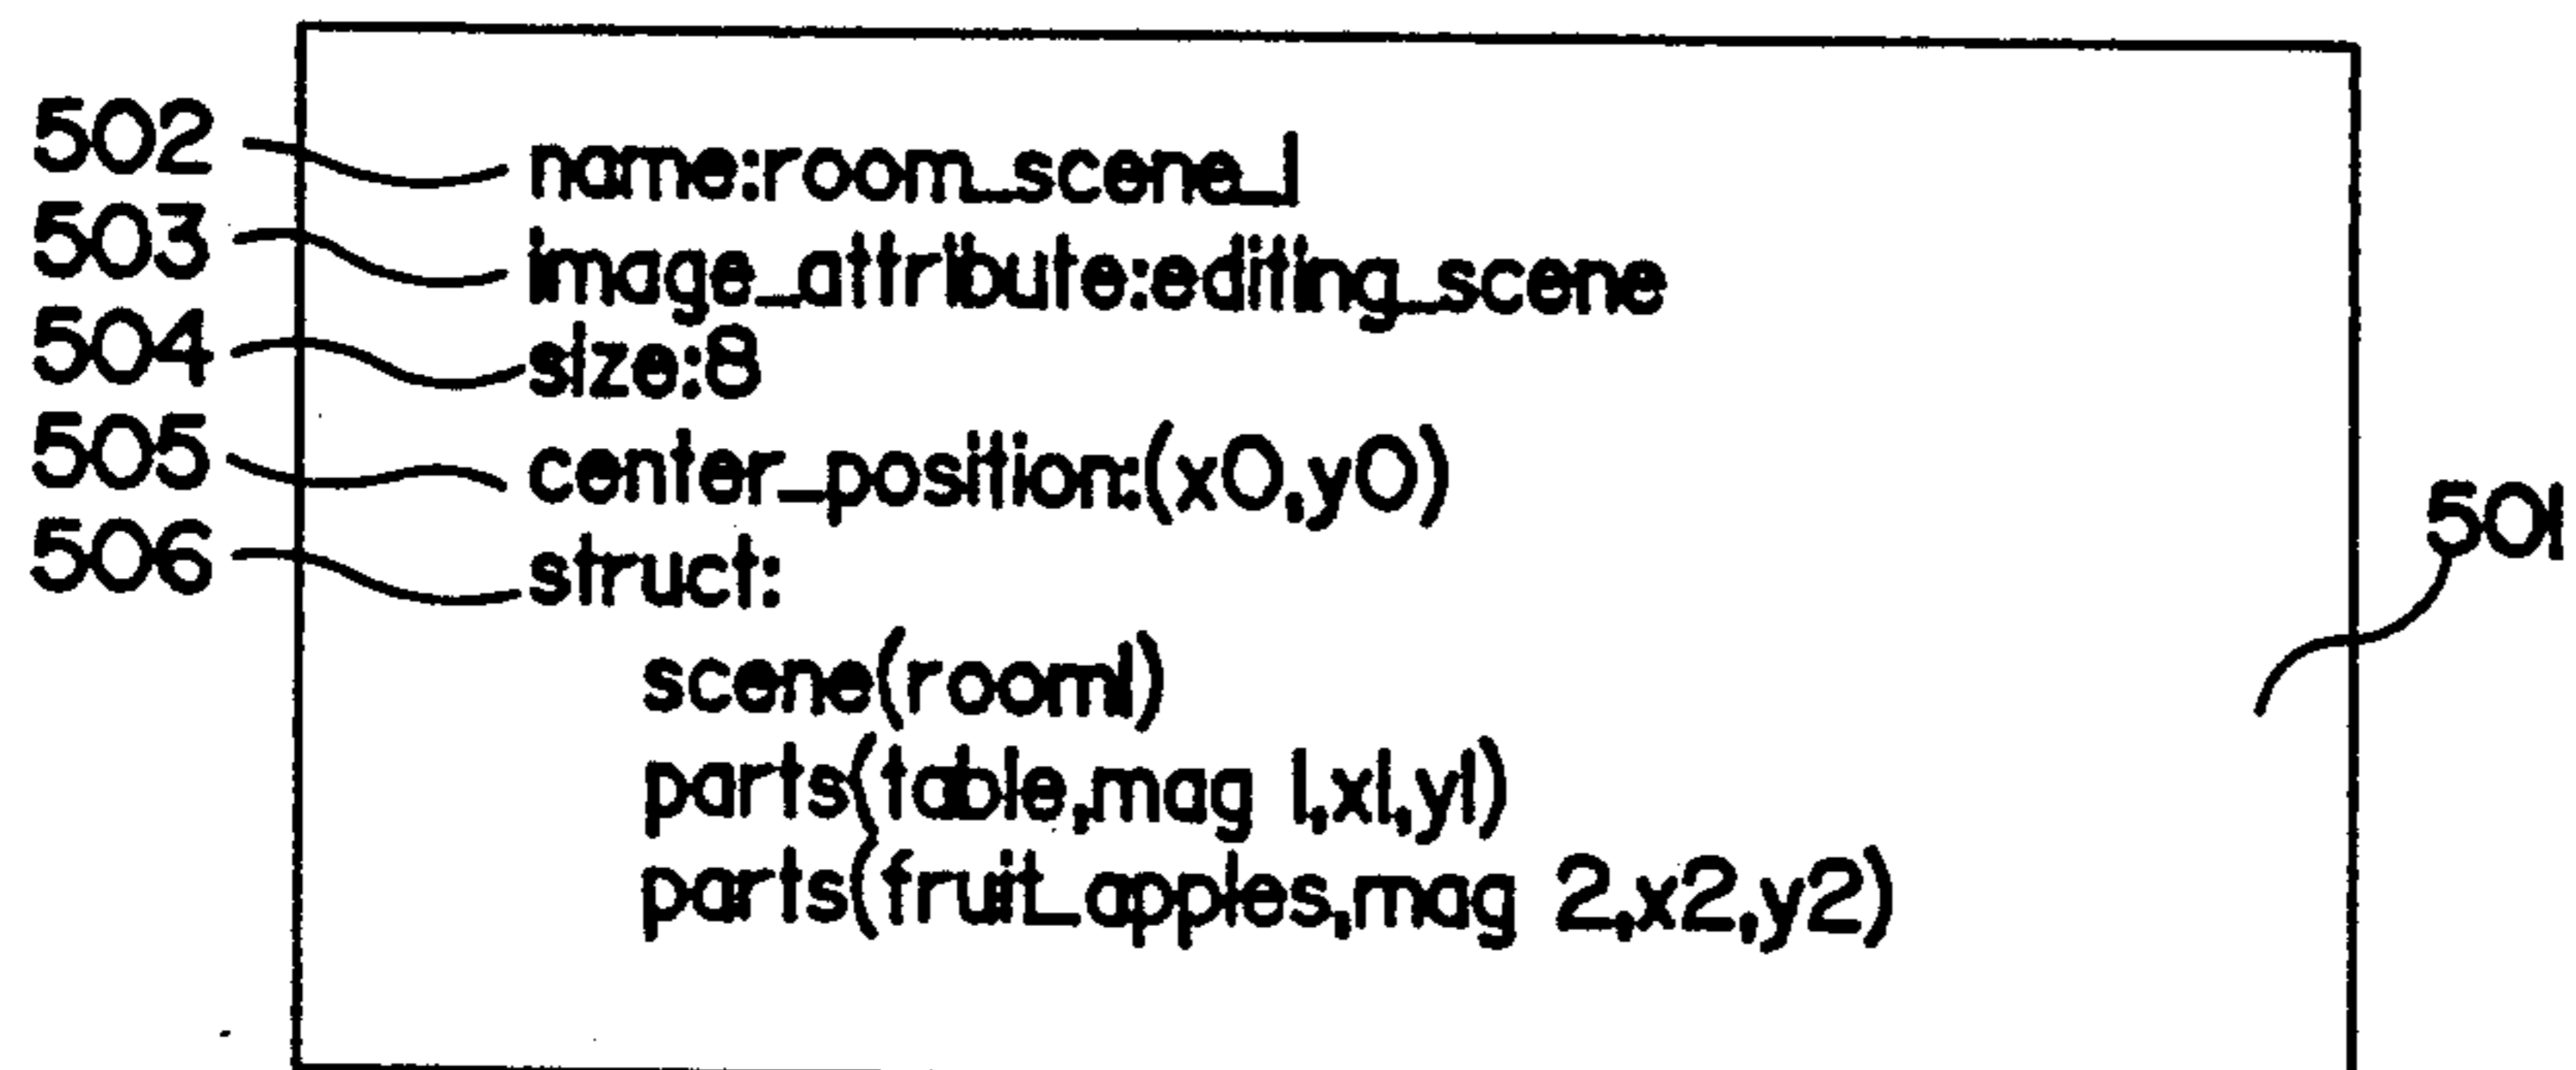 502 name:room_scene_1
503 image_attribute:editing_scene
504 size:8
505 center_position:(x0,y0)
501
506 struct:
scene(room1)
parts(table,mag 1,x1,y1)
parts(fruit_apples,mag 2,x2,y2)